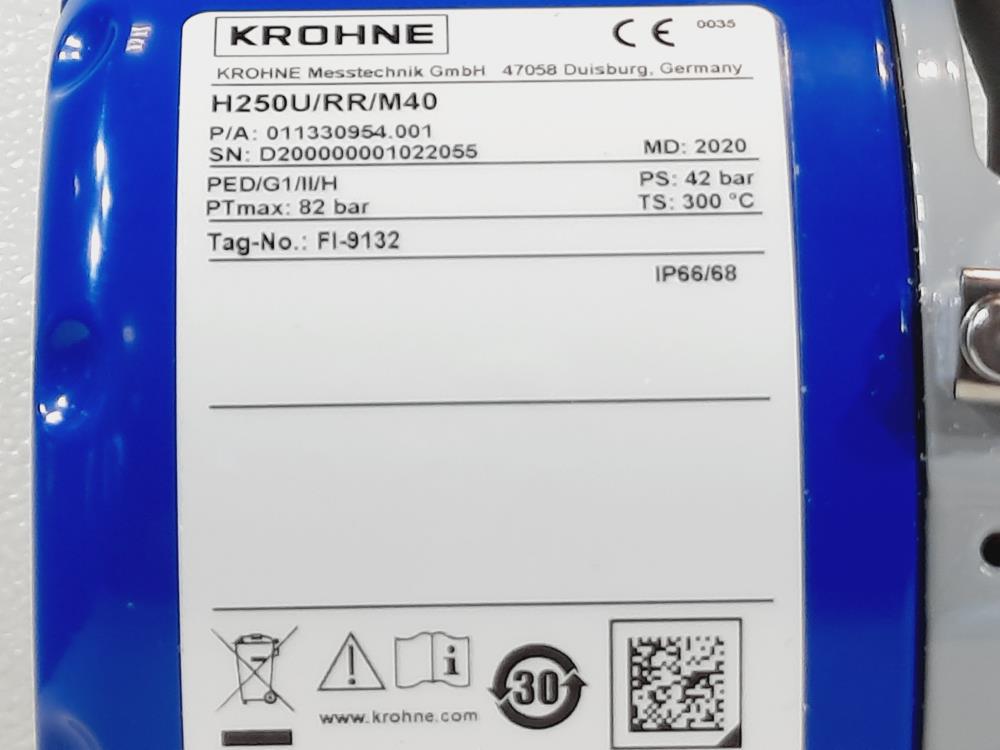 KROHNE
CE 0035
KROHNE Messtechnik GmbH 47058 Duisburg, Germany
H250U/RR/M40
P/A: 011330954.001
SN: D200000001022055 MD: 2020
PED/G1/II/H PS: 42 bar
PTmax: 82 bar TS: 300 °C
Tag-No.: FI-9132
IP66/68
i
30
www.krohne.com